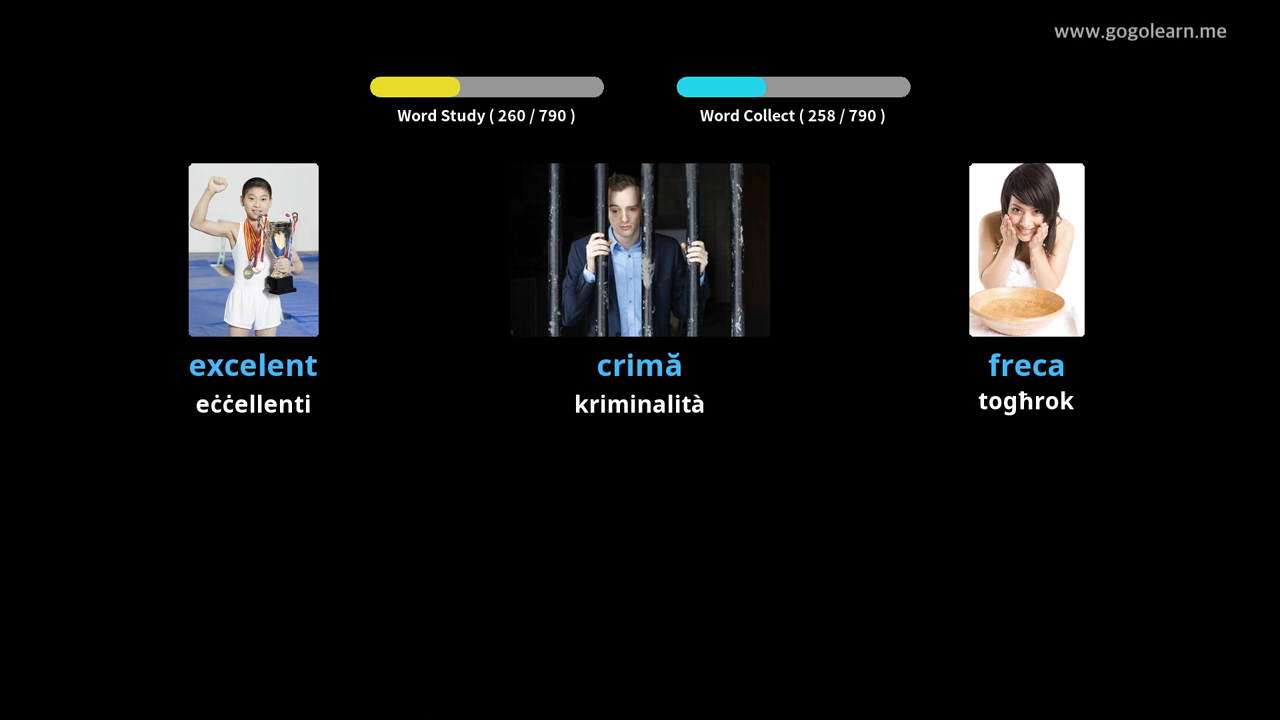 www.gogolearn.me
Word Study ( 260 / 790 )
Word Collect ( 258 / 790 )
excelent
eċċellenti
crimă
kriminalità
freca
togħrok